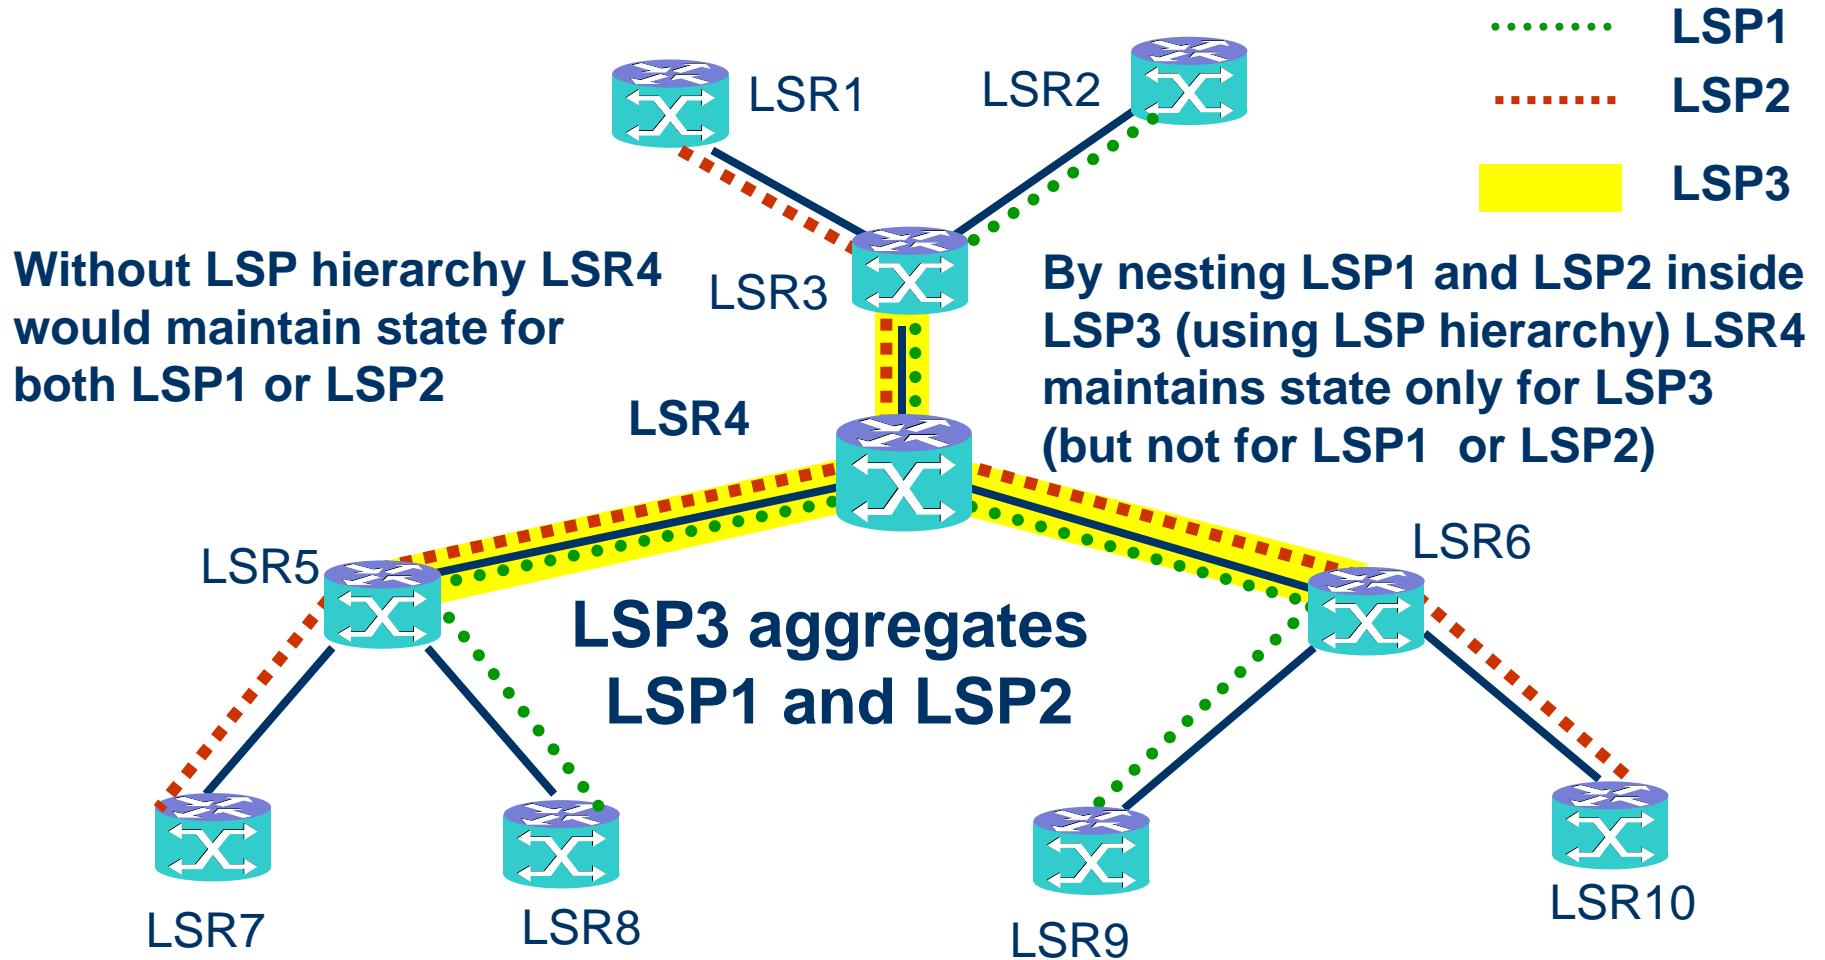 LSP1
LSP2
LSP3
LSR1
LSR2
Without LSP hierarchy LSR4
would maintain state for
both LSP1 or LSP2
LSR3
By nesting LSP1 and LSP2 inside
LSP3 (using LSP hierarchy) LSR4
maintains state only for LSP3
(but not for LSP1 or LSP2)
LSR4
LSR5
LSR6
LSP3 aggregates
LSP1 and LSP2
LSR7
LSR8
LSR9
LSR10